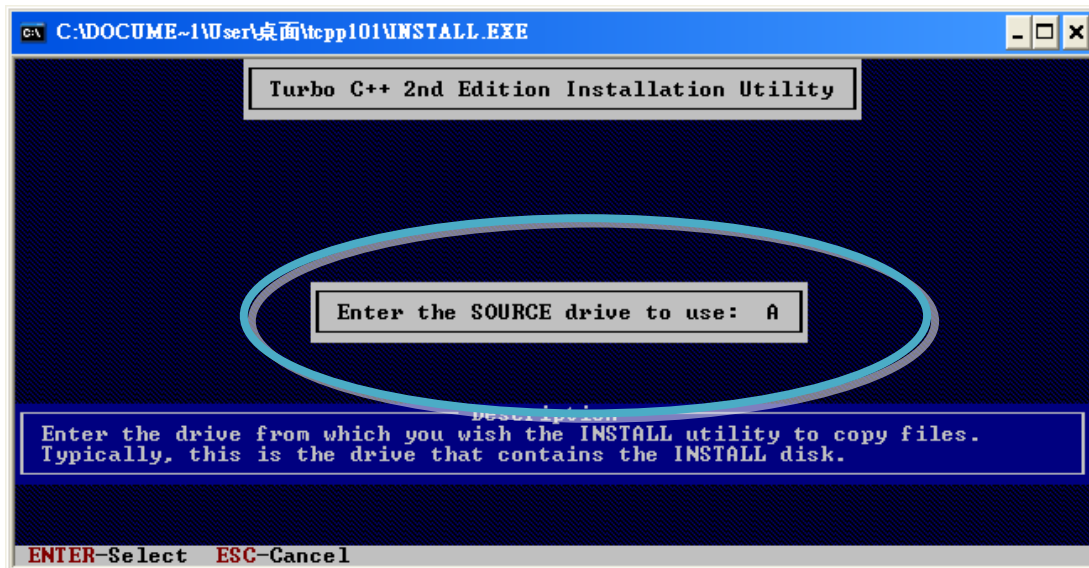 C:\DOCUME~1\User\桌面\tcpp101\INSTALL.EXE
Turbo C++ 2nd Edition Installation Utility
Enter the SOURCE drive to use: A
Description
Enter the drive from which you wish the INSTALL utility to copy files.
Typically, this is the drive that contains the INSTALL disk.
ENTER-Select ESC-Cancel